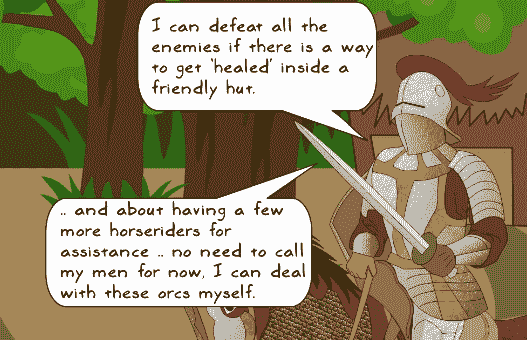 I can defeat all the
enemies if there is a way
to get 'healed' inside a
friendly hut.
.. and about having a few
more horseriders for
assistance .. no need to call
my men for now, I can deal
with these orcs myself.